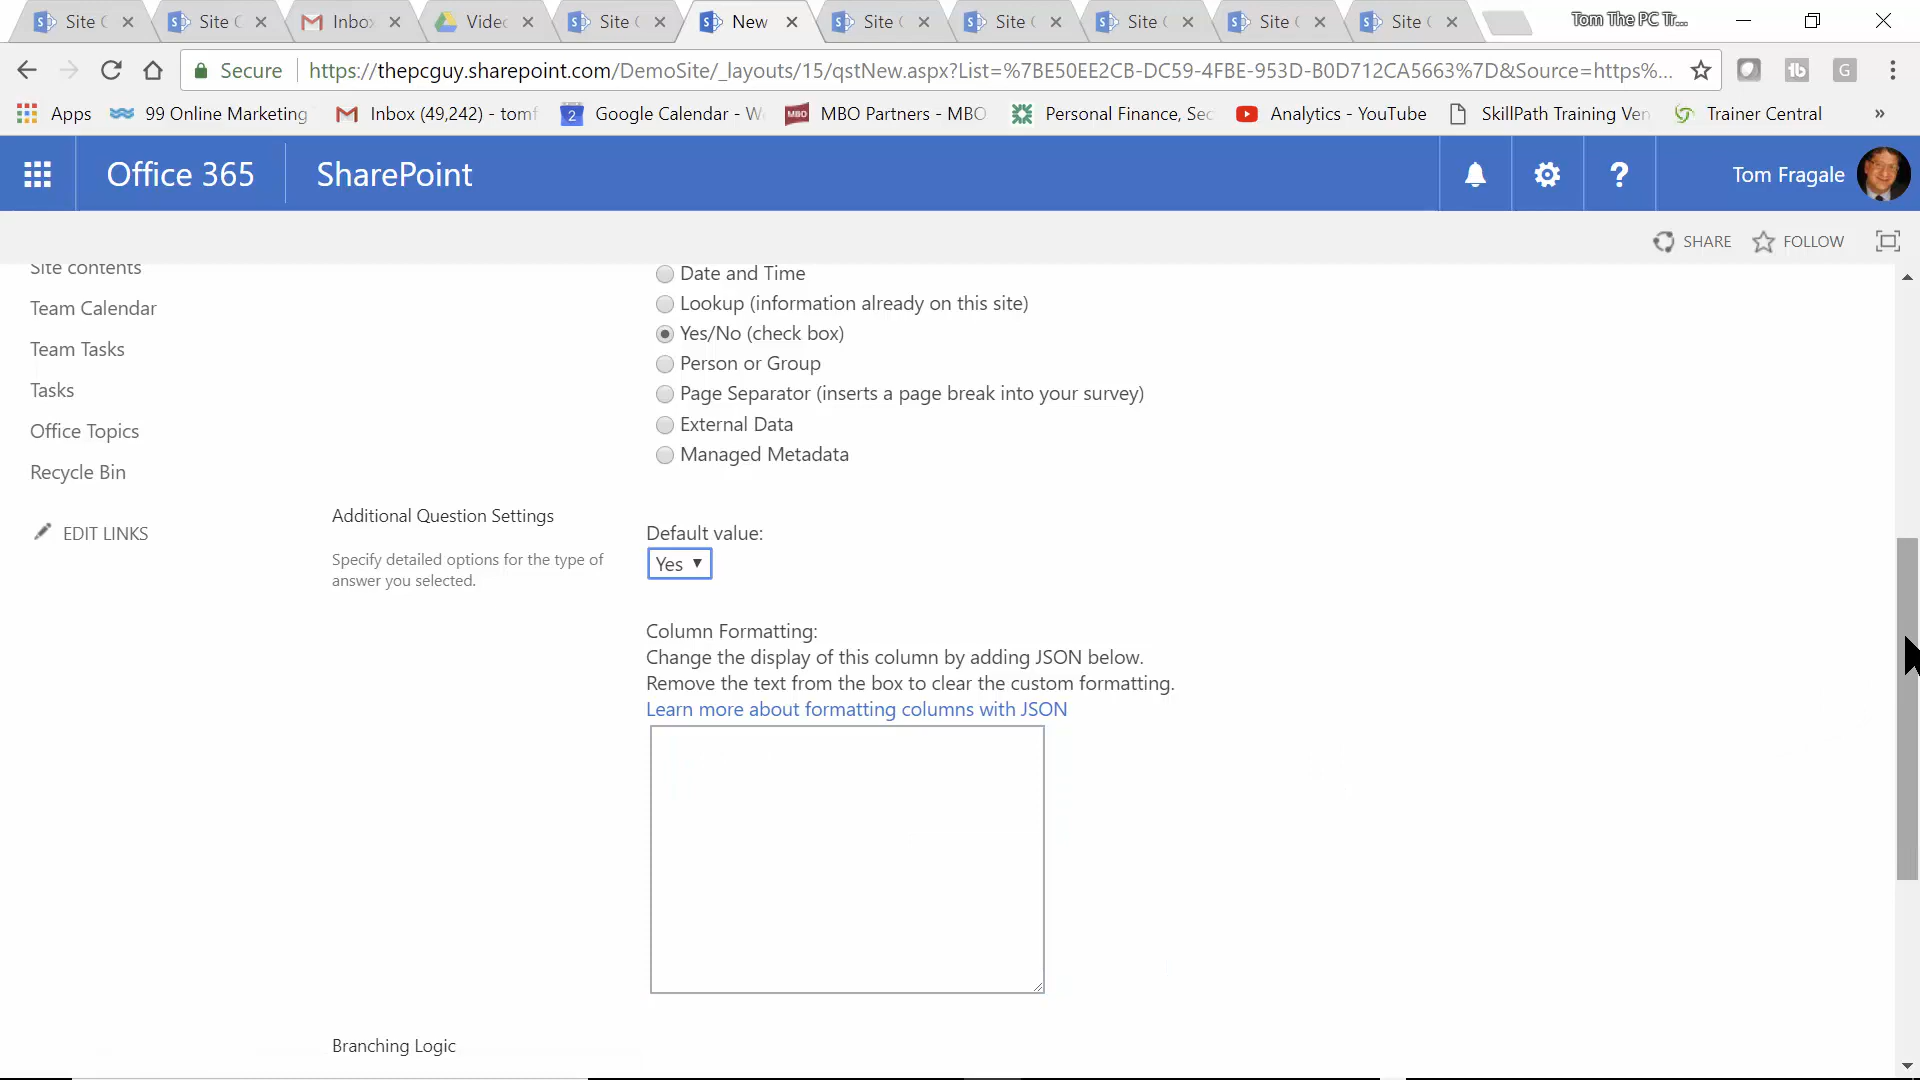 Site C
Site C
Inbo
Vide
Site C
New
Site C
Site C
Site C
Site C
Site C
Tom The PC Tr...
Secure
https://thepcguy.sharepoint.com/DemoSite/_layouts/15/qstNew.aspx?List=%7BE50EE2CB-DC59-4FBE-953D-B0D712CA5663%7D&Source=https%...
Apps
99 Online Marketing
Inbox (49,242) - tomf
2
Google Calendar - W
MBO
MBO Partners - MBO
Personal Finance, Sec
Analytics - YouTube
SkillPath Training Ven
Trainer Central
»
Office 365
SharePoint
?
Tom Fragale
SHARE
FOLLOW
Site contents
Team Calendar
Team Tasks
Tasks
Office Topics
Recycle Bin
EDIT LINKS
Date and Time
Lookup (information already on this site)
Yes/No (check box)
Person or Group
Page Separator (inserts a page break into your survey)
External Data
Managed Metadata
Additional Question Settings
Specify detailed options for the type of
answer you selected.
Default value:
Yes
Column Formatting:
Change the display of this column by adding JSON below.
Remove the text from the box to clear the custom formatting.
Learn more about formatting columns with JSON
Branching Logic